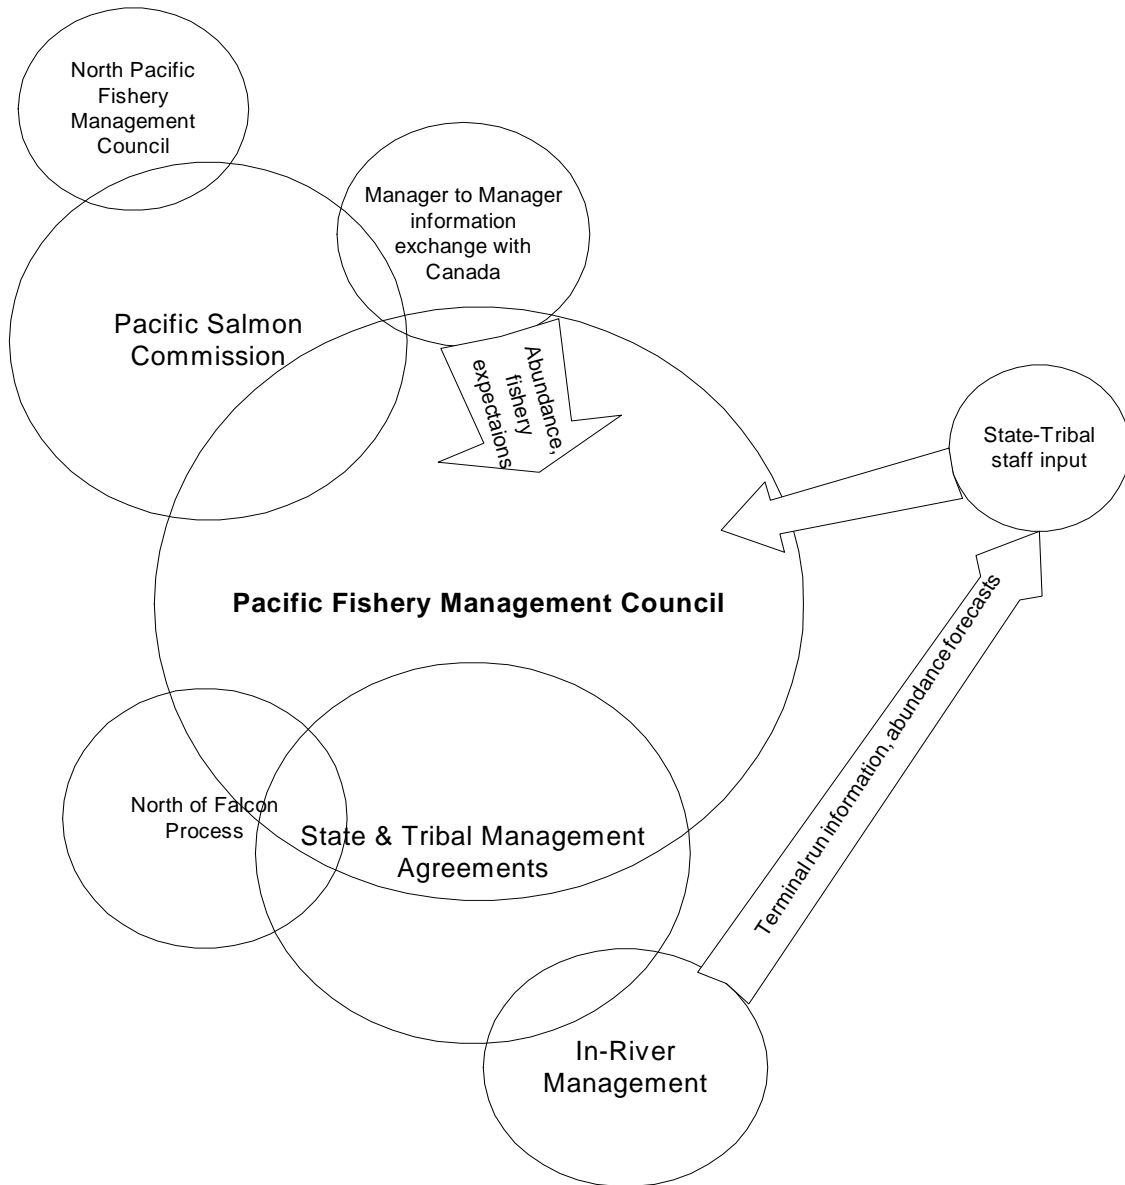 North Pacific
Fishery
Management
Council
Manager to Manager
information
exchange with
Canada
Pacific Salmon
Commission
Abundance,
fishery
expectaions
State-Tribal
staff input
Pacific Fishery Management Council
Terminal run information, abundance forecasts
North of Falcon
Process
State & Tribal Management
Agreements
In-River
Management